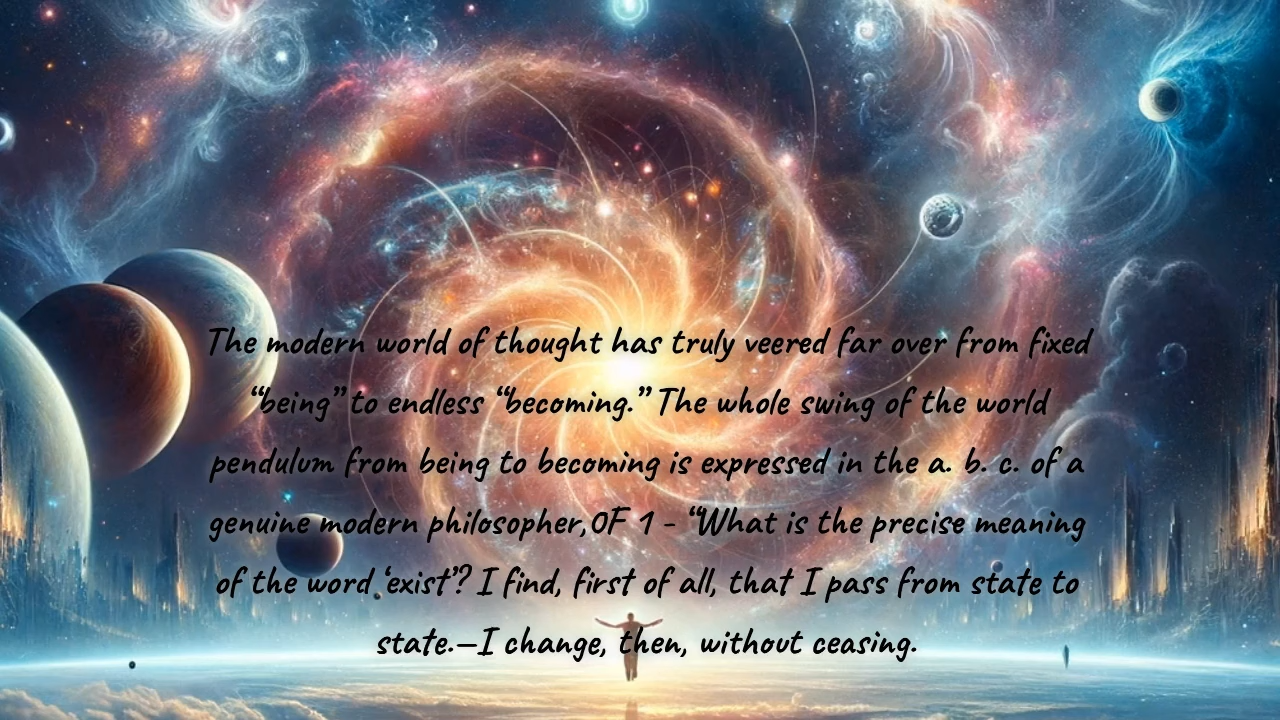 The modern world of thought has truly veered far over from fixed
“being” to endless “becoming.” The whole swing of the world
pendulum from being to becoming is expressed in the a. b. c. of a
genuine modern philosopher,OF 1 - “What is the precise meaning
of the word ‘exist’? I find, first of all, that I pass from state to
state.—I change, then, without ceasing.